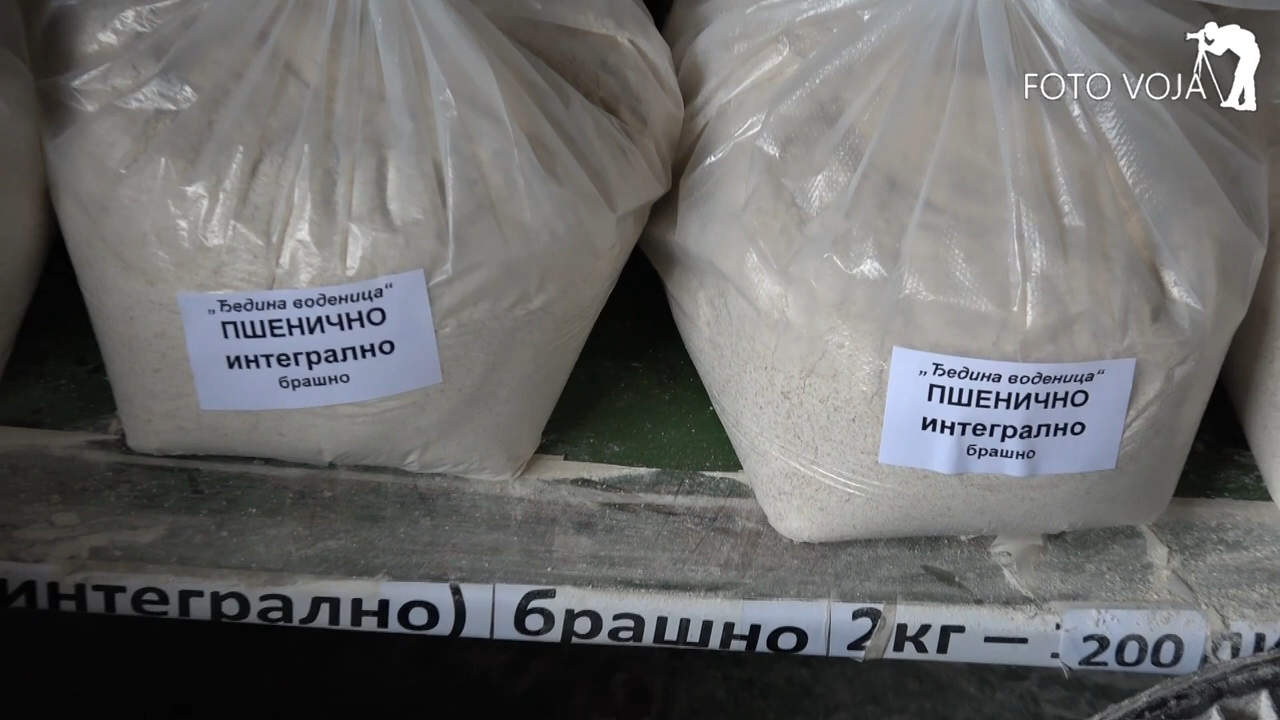 FOTO VOJA
„Ђедина воденица“
ПШЕНИЧНО
интегрално
брашно
„Ђедина воденица“
ПШЕНИЧНО
интегрално
брашно
интегрално) брашно 2кг – 200